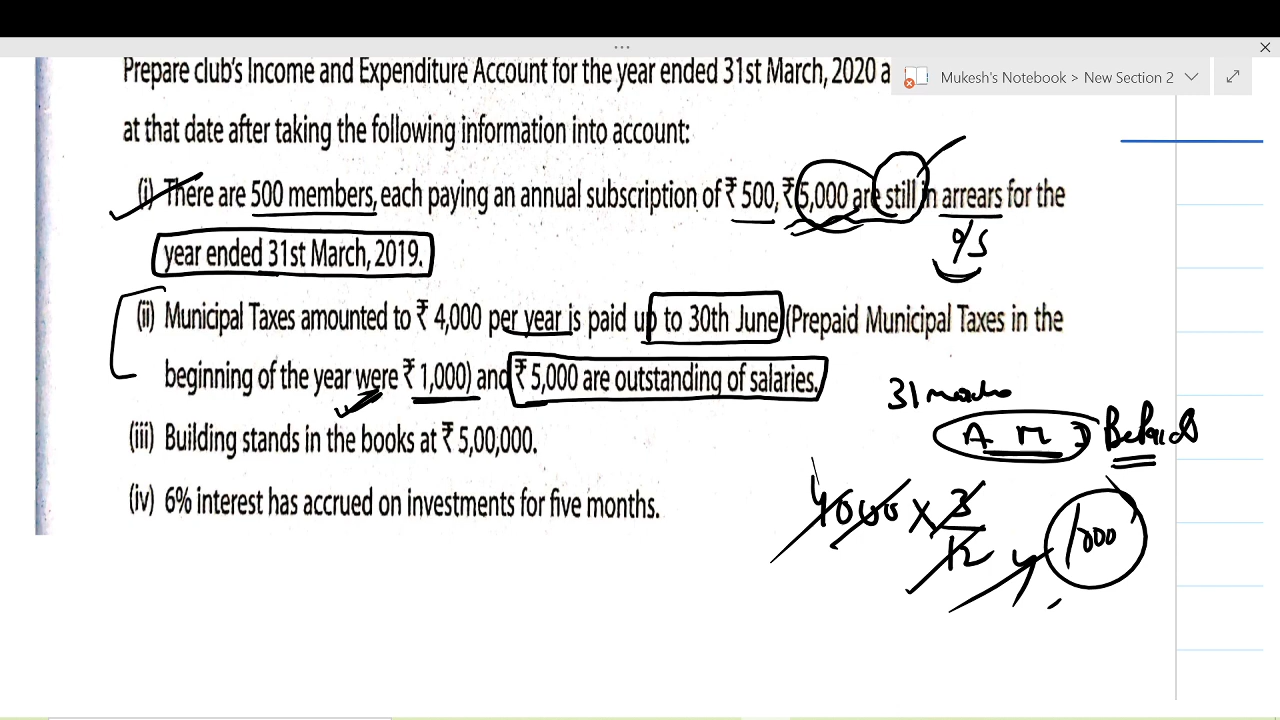 ...
Mukesh's Notebook > New Section 2
Prepare club's Income and Expenditure Account for the year ended 31st March, 2020 a
at that date after taking the following information into account:
(i) There are 500 members, each paying an annual subscription of ₹ 500, ₹ 5,000 are still in arrears for the
year ended 31st March, 2019.
O/S
(ii) Municipal Taxes amounted to ₹ 4,000 per year is paid up to 30th June (Prepaid Municipal Taxes in the
beginning of the year were ₹ 1,000) and ₹ 5,000 are outstanding of salaries.
31
A M J
(iii) Building stands in the books at ₹ 5,00,000.
(iv) 6% interest has accrued on investments for five months.
4000 × 3
12
1000